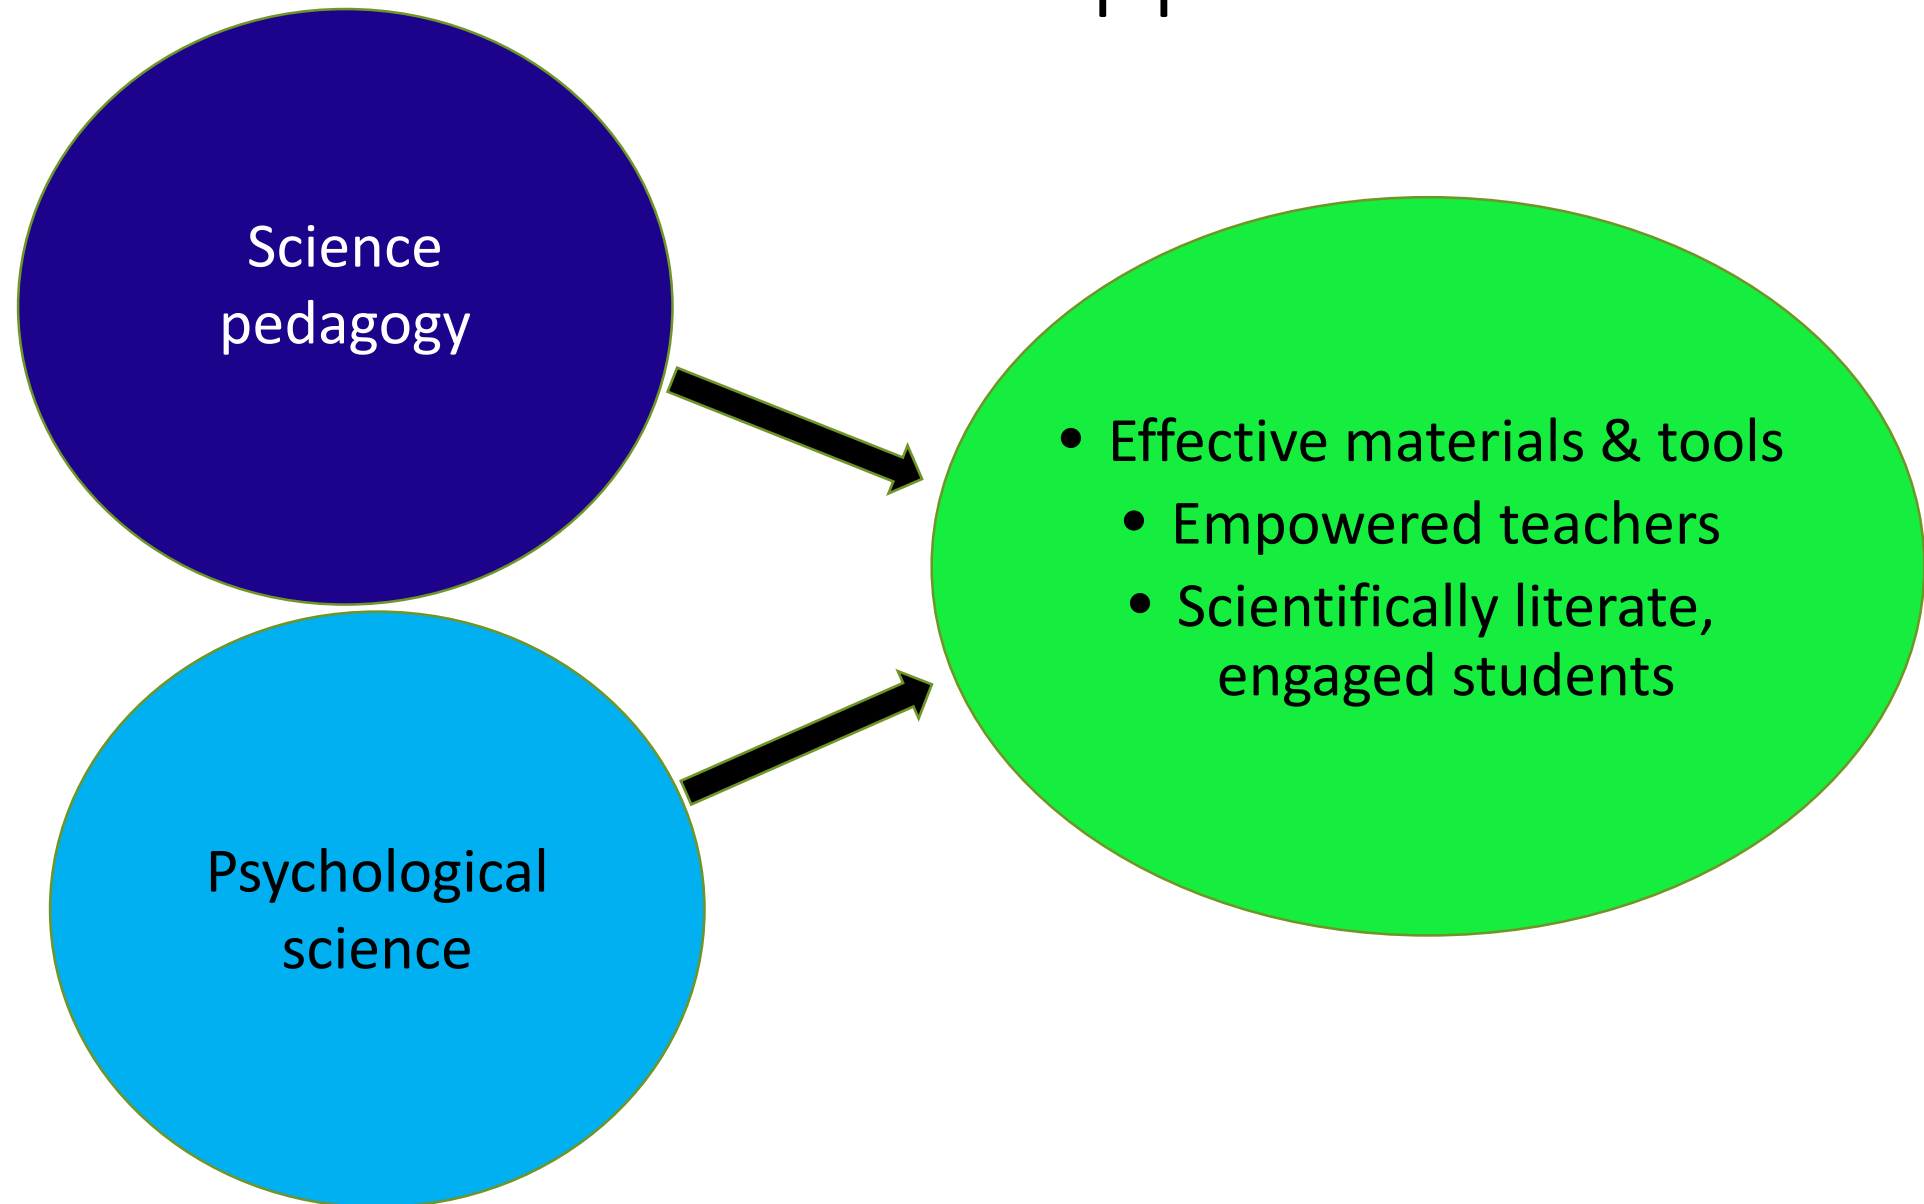 Science
pedagogy
• Effective materials & tools
• Empowered teachers
• Scientifically literate,
engaged students
Psychological
science